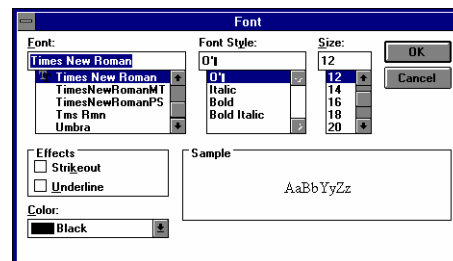 Font
Font:
Font Style:
Size:
OK
Cancel
Times New Roman
12
Times New Roman
TimesNewRomanMT
TimesNewRomanPS
Tms Rmn
Umbra
Italic
Bold
Bold Italic
12
14
16
18
20
Effects
Strikeout
Underline
Color:
Black
Sample
AaBbYyZz